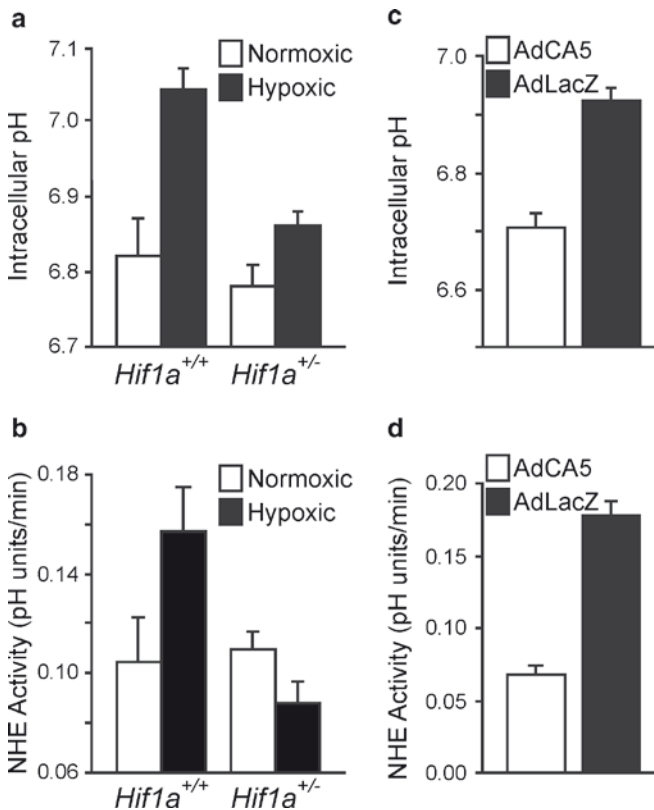 a
Intracellular pH
7.1
7.0
6.9
6.8
6.7
Normoxic
Hypoxic
Hif1a+/+ Hif1a+/-
b
NHE Activity (pH units/min)
0.18
0.14
0.10
0.06
Normoxic
Hypoxic
Hif1a+/+ Hif1a+/-
c
Intracellular pH
7.0
6.8
6.6
AdCA5
AdLacZ
d
NHE Activity (pH units/min)
0.20
0.15
0.10
0.05
0.00
AdCA5
AdLacZ